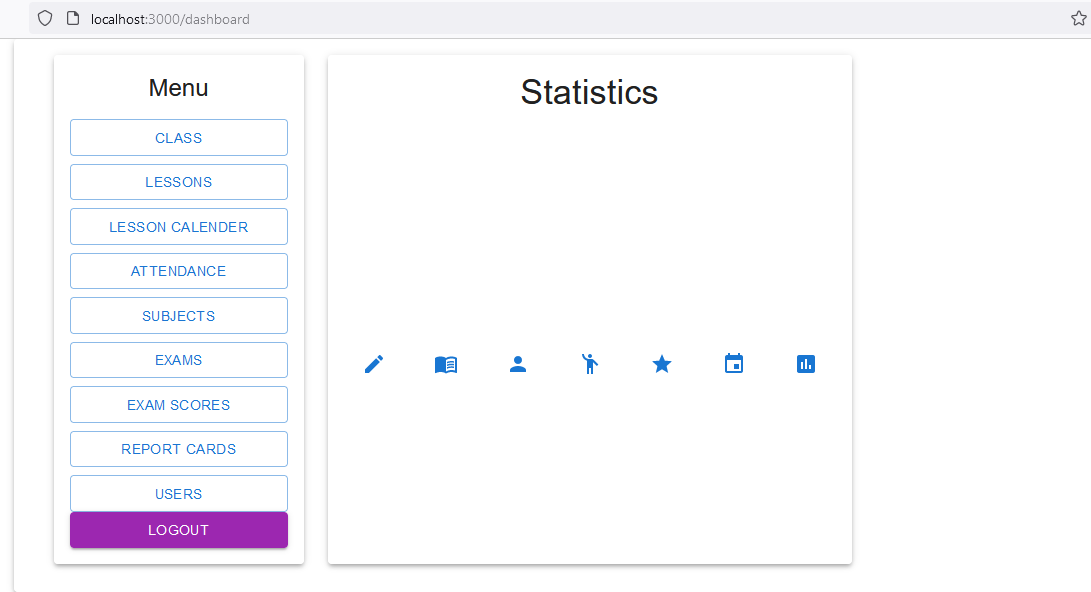 localhost:3000/dashboard
Menu
CLASS
LESSONS
LESSON CALENDER
ATTENDANCE
SUBJECTS
EXAMS
EXAM SCORES
REPORT CARDS
USERS
LOGOUT
Statistics